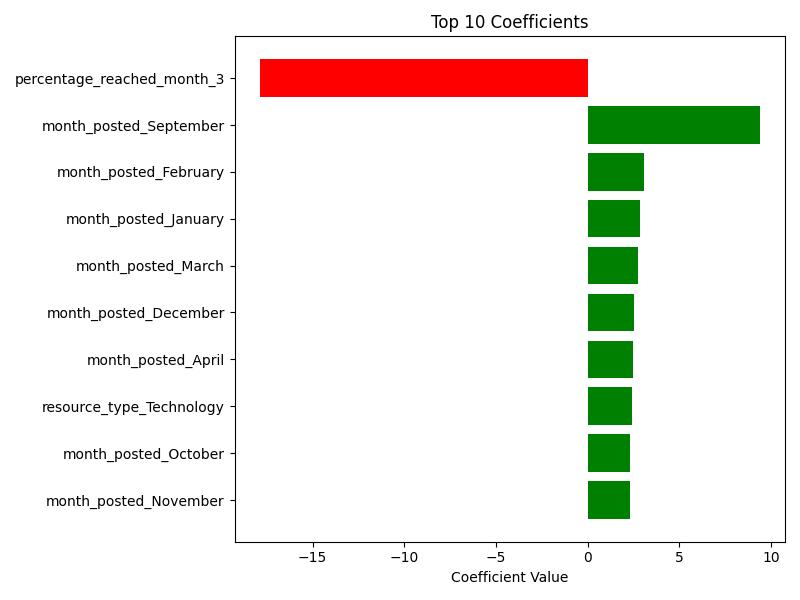 Top 10 Coefficients
percentage_reached_month_3
month_posted_September
month_posted_February
month_posted_January
month_posted_March
month_posted_December
month_posted_April
resource_type_Technology
month_posted_October
month_posted_November
−15 −10 −5 0 5 10
Coefficient Value